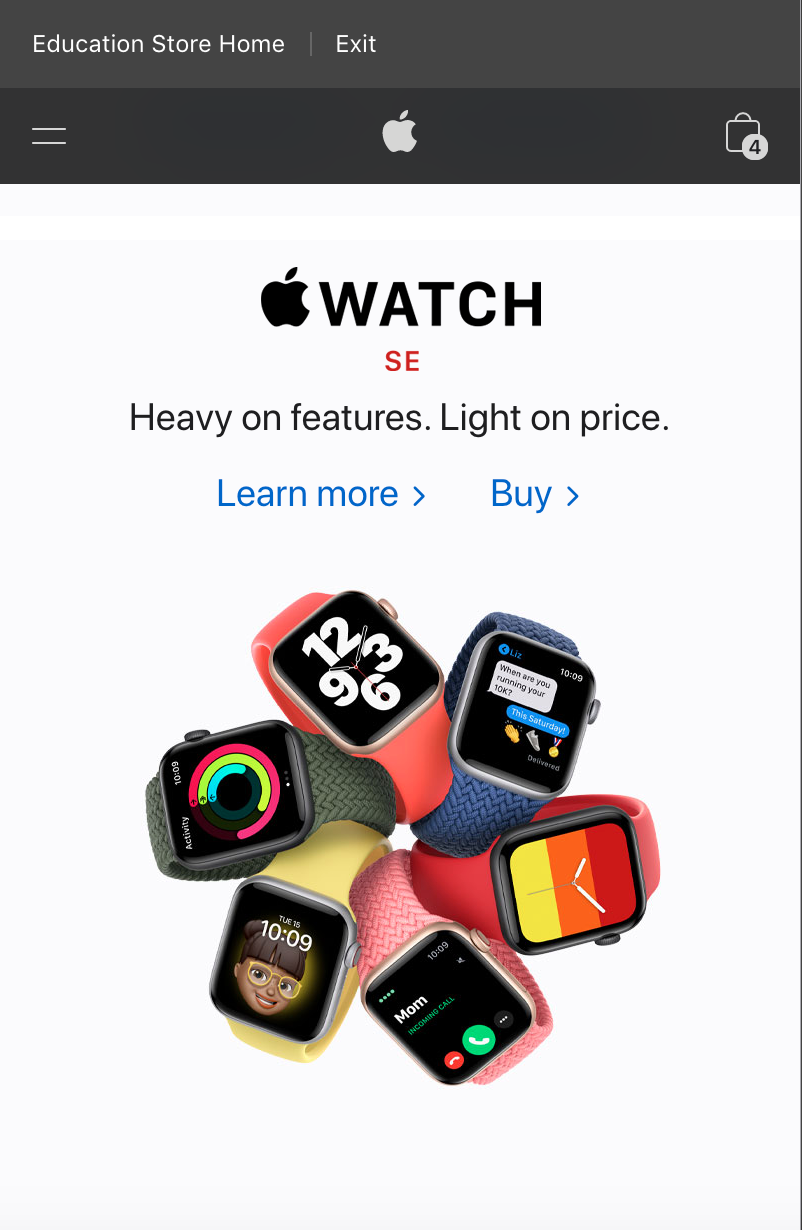 Education Store Home | Exit
4
WATCH
SE
Heavy on features. Light on price.
Learn more >
Buy >
12
3
9
6
Liz
10:09
When are you
running your
10K?
This Saturday!
Delivered
10:09
Activity
TUE 15
10:09
10:09
Mom
INCOMING CALL